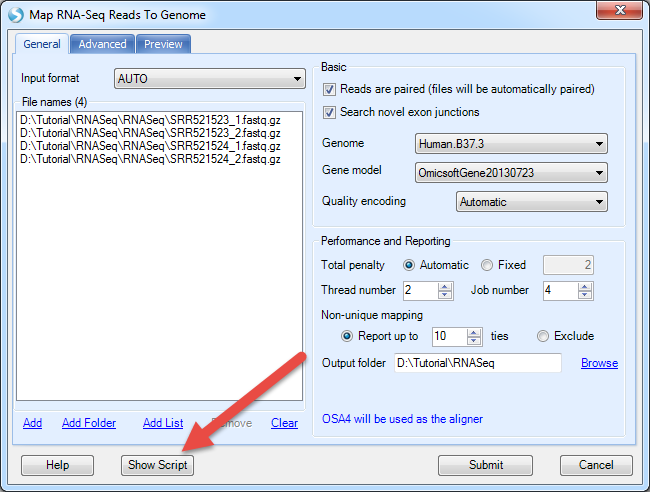 Map RNA-Seq Reads To Genome
General Advanced Preview
Input format AUTO
File names (4)
D:\Tutorial\RNASeq\RNASeq\SRR521523_1.fastq.gz
D:\Tutorial\RNASeq\RNASeq\SRR521523_2.fastq.gz
D:\Tutorial\RNASeq\RNASeq\SRR521524_1.fastq.gz
D:\Tutorial\RNASeq\RNASeq\SRR521524_2.fastq.gz
Add Add Folder Add List Remove Clear
Basic
Reads are paired (files will be automatically paired)
Search novel exon junctions
Genome Human.B37.3
Gene model OmicsoftGene20130723
Quality encoding Automatic
Performance and Reporting
Total penalty Automatic Fixed 2
Thread number 2 Job number 4
Non-unique mapping
Report up to 10 ties Exclude
Output folder D:\Tutorial\RNASeq Browse
OSA4 will be used as the aligner
Help Show Script Submit Cancel